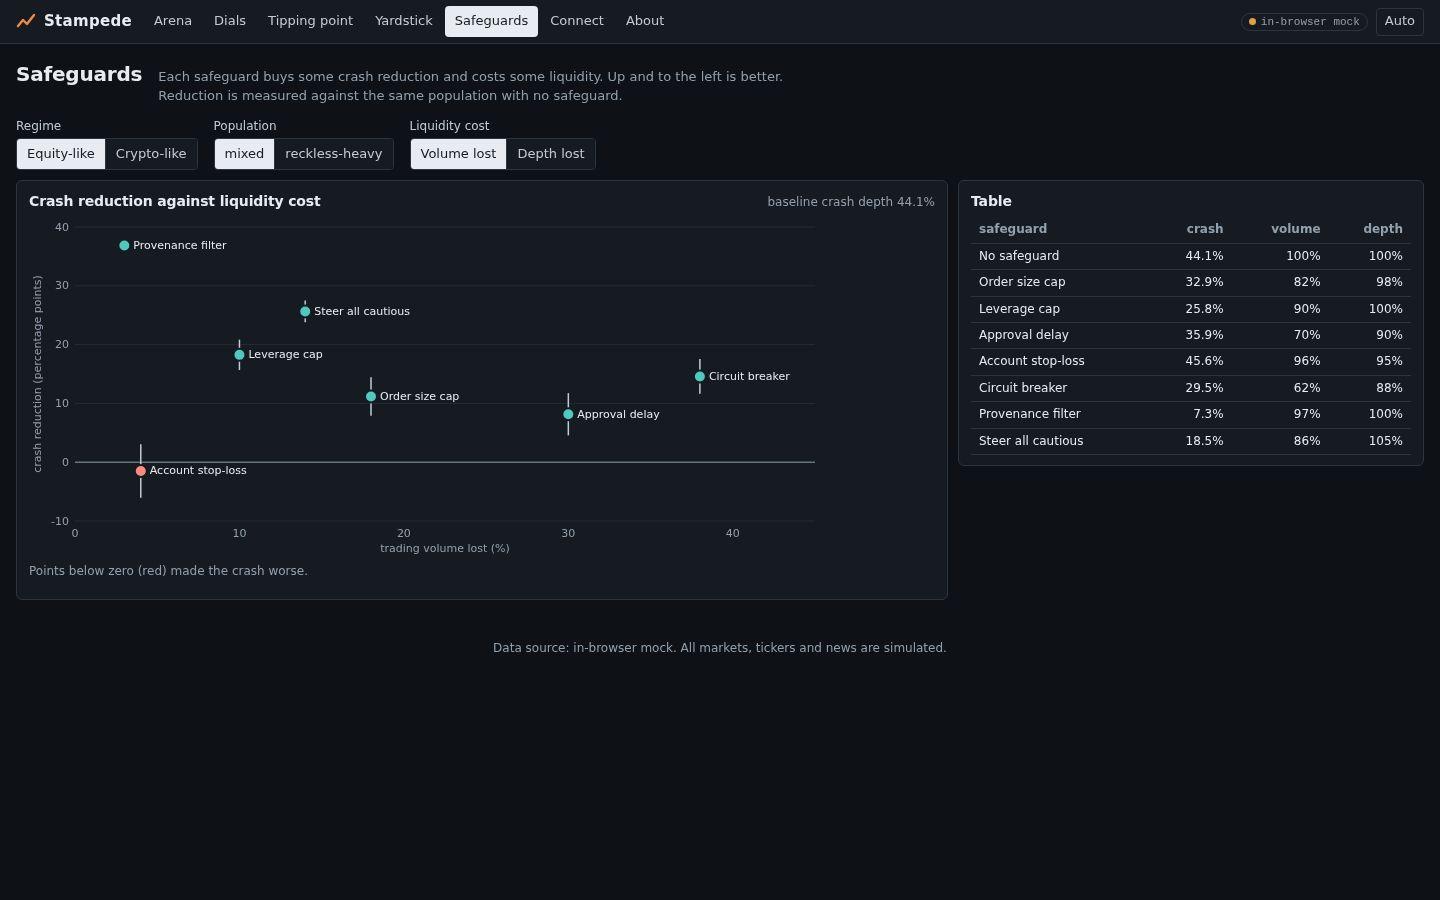 Stampede Arena Dials Tipping point Yardstick Safeguards Connect About in-browser mock Auto
Safeguards Each safeguard buys some crash reduction and costs some liquidity. Up and to the left is better.
Reduction is measured against the same population with no safeguard.
Regime Population Liquidity cost
Equity-like Crypto-like mixed reckless-heavy Volume lost Depth lost
Crash reduction against liquidity cost baseline crash depth 44.1%
40
Provenance filter
30
Steer all cautious
20
Leverage cap
Circuit breaker
Order size cap
10
Approval delay
0
Account stop-loss
-10
crash reduction (percentage points)
0 10 20 30 40
trading volume lost (%)
Points below zero (red) made the crash worse.
Table
safeguard crash volume depth
No safeguard 44.1% 100% 100%
Order size cap 32.9% 82% 98%
Leverage cap 25.8% 90% 100%
Approval delay 35.9% 70% 90%
Account stop-loss 45.6% 96% 95%
Circuit breaker 29.5% 62% 88%
Provenance filter 7.3% 97% 100%
Steer all cautious 18.5% 86% 105%
Data source: in-browser mock. All markets, tickers and news are simulated.